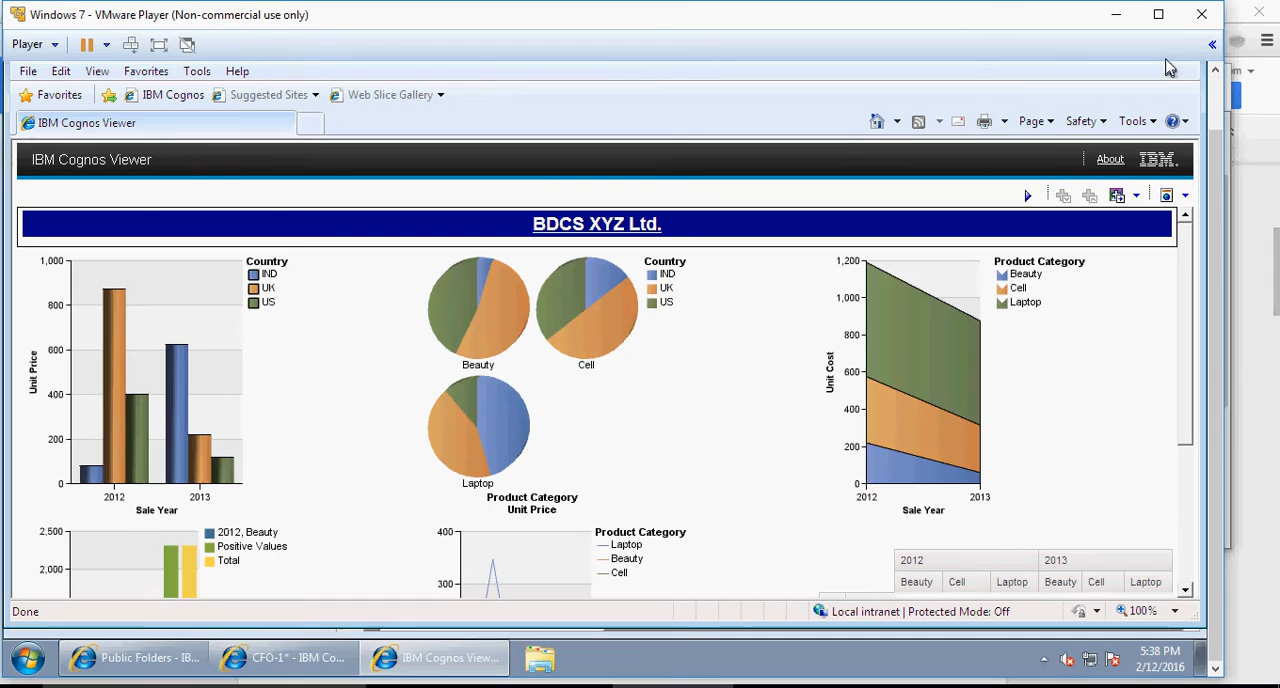 Windows 7 - VMware Player (Non-commercial use only)
Player
File Edit View Favorites Tools Help
Favorites IBM Cognos Suggested Sites Web Slice Gallery
IBM Cognos Viewer
Page Safety Tools
IBM Cognos Viewer
About IBM.
BDCS XYZ Ltd.
1,000
800
600
400
200
0
Unit Price
2012 2013
Sale Year
Country
IND
UK
US
Beauty Cell
Laptop
Product Category
Unit Price
Country
IND
UK
US
1,200
1,000
800
600
400
200
0
Unit Cost
2012 2013
Sale Year
Product Category
Beauty
Cell
Laptop
2,500
2,000
2012, Beauty
Positive Values
Total
400
300
Product Category
Laptop
Beauty
Cell
2012 2013
Beauty Cell Laptop Beauty Cell Laptop
Done
Local intranet | Protected Mode: Off
100%
Public Folders - IB...
CFO-1* - IBM Co...
IBM Cognos View...
5:38 PM
2/12/2016